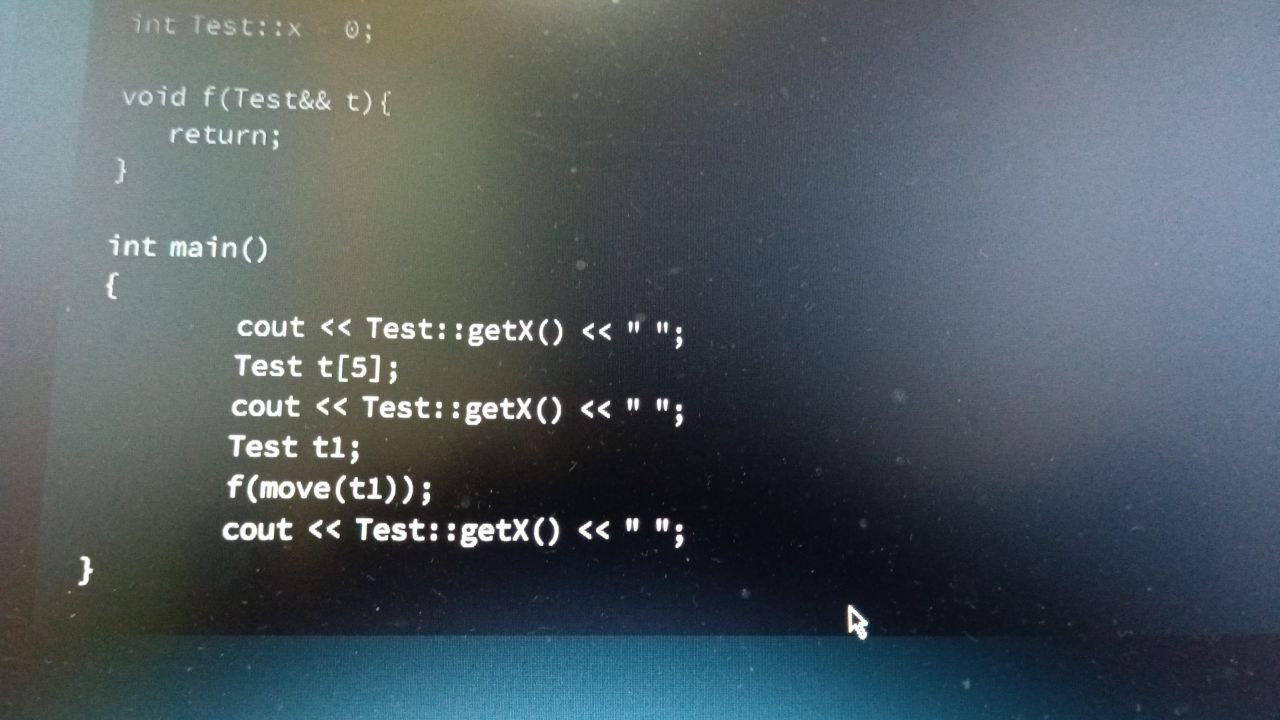 int Test::x = 0;
void f(Test&& t){
return;
}
int main()
{
cout << Test::getX() << " ";
Test t[5];
cout << Test::getX() << " ";
Test t1;
f(move(t1));
cout << Test::getX() << " ";
}